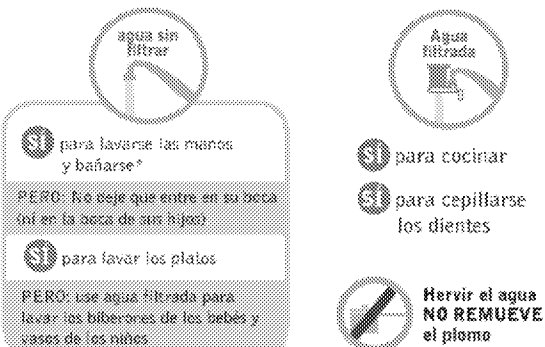 agua sin
filtrar
SÍ para lavarse las manos
y bañarse*
PERO: No deje que entre en su boca
(ni en la boca de sus hijos)
SÍ para lavar los platos
PERO: use agua filtrada para
lavar los biberones de los bebés y
vasos de los niños
Agua
filtrada
SÍ para cocinar
SÍ para cepillarse
los dientes
Hervir el agua
NO REMUEVE
el plomo